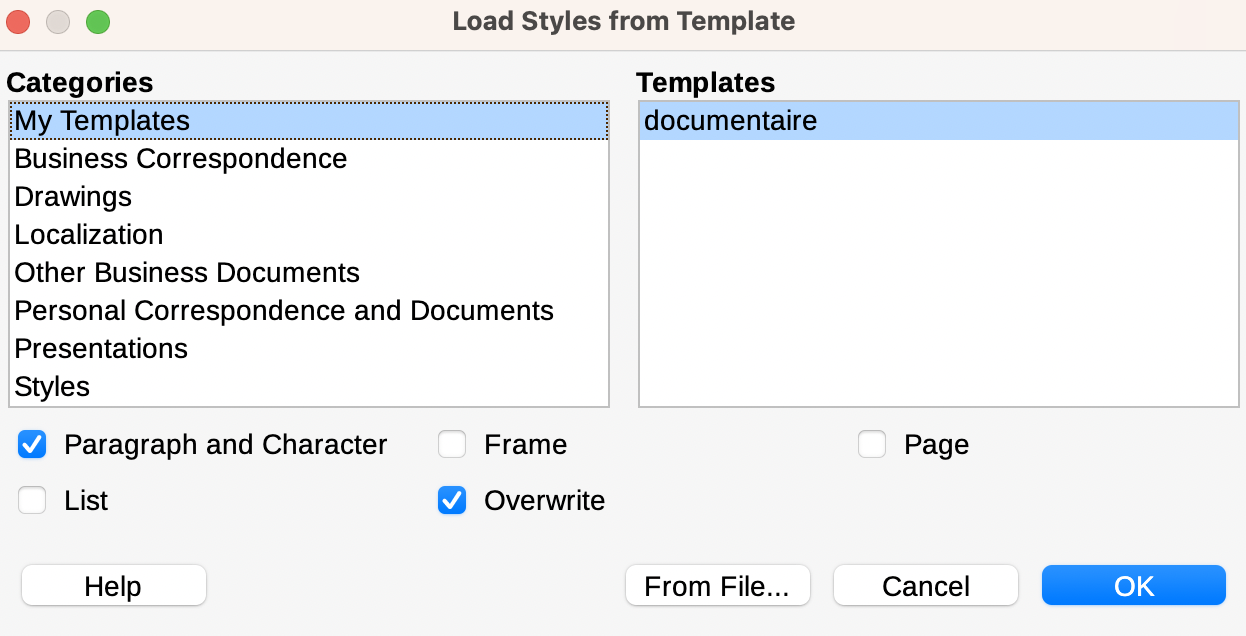 Load Styles from Template
Categories
My Templates
Business Correspondence
Drawings
Localization
Other Business Documents
Personal Correspondence and Documents
Presentations
Styles
Templates
documentaire
Paragraph and Character
Frame
Page
List
Overwrite
Help
From File...
Cancel
OK